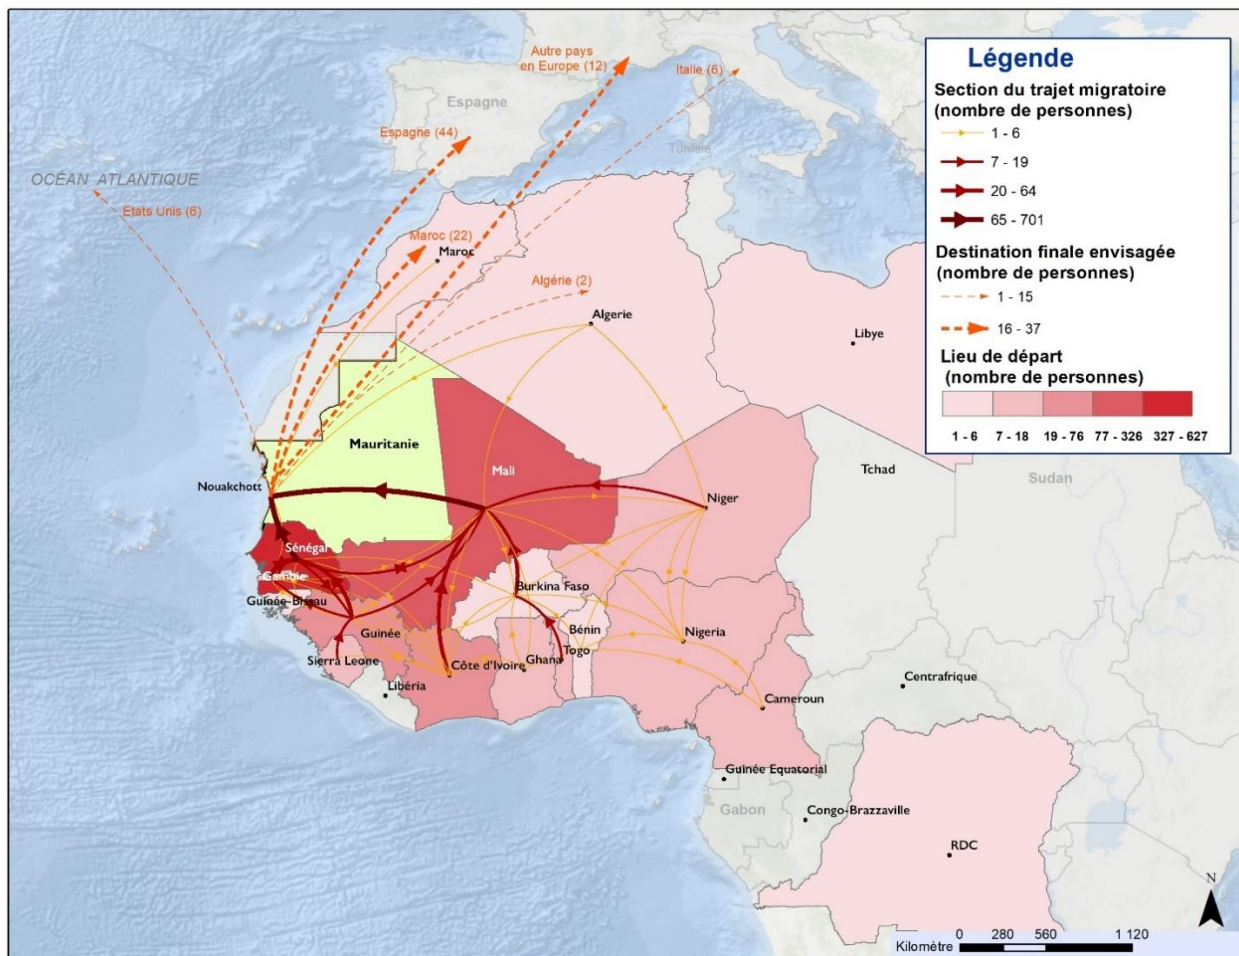 Autre pays
en Europe (12)
Italie (6)
Espagne
Espagne (44)
Tunisie
OCÉAN ATLANTIQUE
Etats Unis (6)
Maroc (22)
Maroc
Algérie (2)
Algerie
Libye
Mauritanie
Nouakchott
Mali
Niger
Tchad
Sudan
Sénégal
Gambie
Guinée-Bissau
Burkina Faso
Guinée
Bénin
Nigeria
Sierra Leone
Côte d'Ivoire
Ghana
Togo
Libéria
Cameroun
Centrafrique
Guinée Equatorial
Gabon
Congo-Brazzaville
RDC
Légende
Section du trajet migratoire
(nombre de personnes)
1 - 6
7 - 19
20 - 64
65 - 701
Destination finale envisagée
(nombre de personnes)
1 - 15
16 - 37
Lieu de départ
(nombre de personnes)
1 - 6 7 - 18 19 - 76 77 - 326 327 - 627
N
0 280 560 1 120
Kilomètre